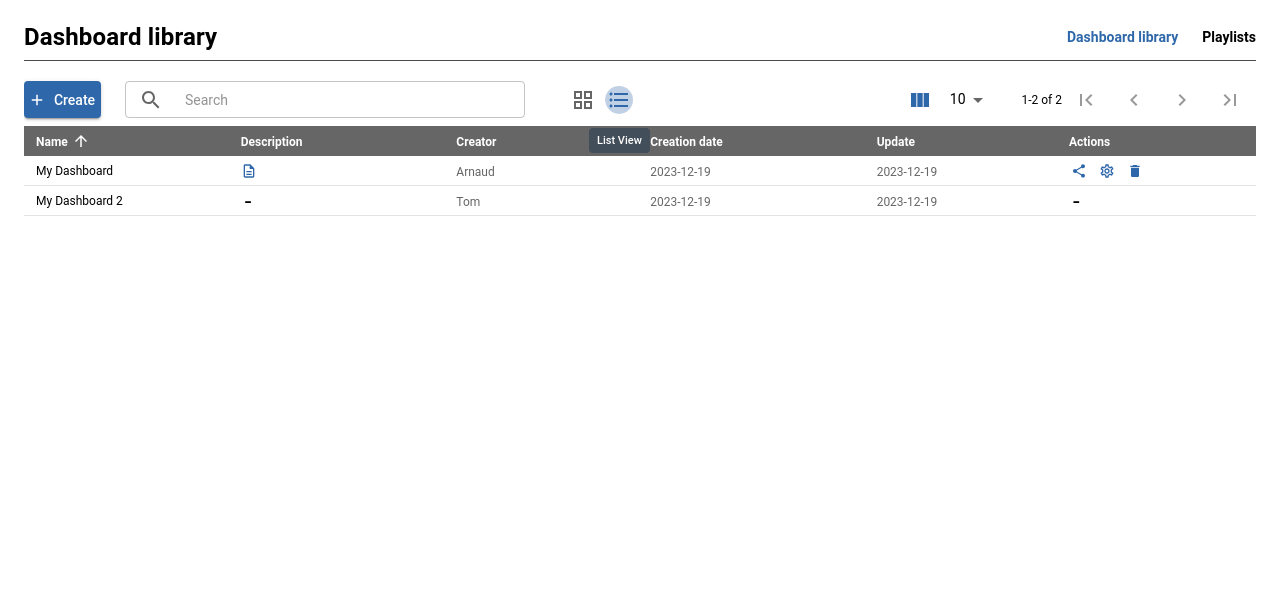 Dashboard library
Dashboard library Playlists
Create Search 10 1-2 of 2
List View
Name Description Creator Creation date Update Actions
My Dashboard Arnaud 2023-12-19 2023-12-19
My Dashboard 2 – Tom 2023-12-19 2023-12-19 –